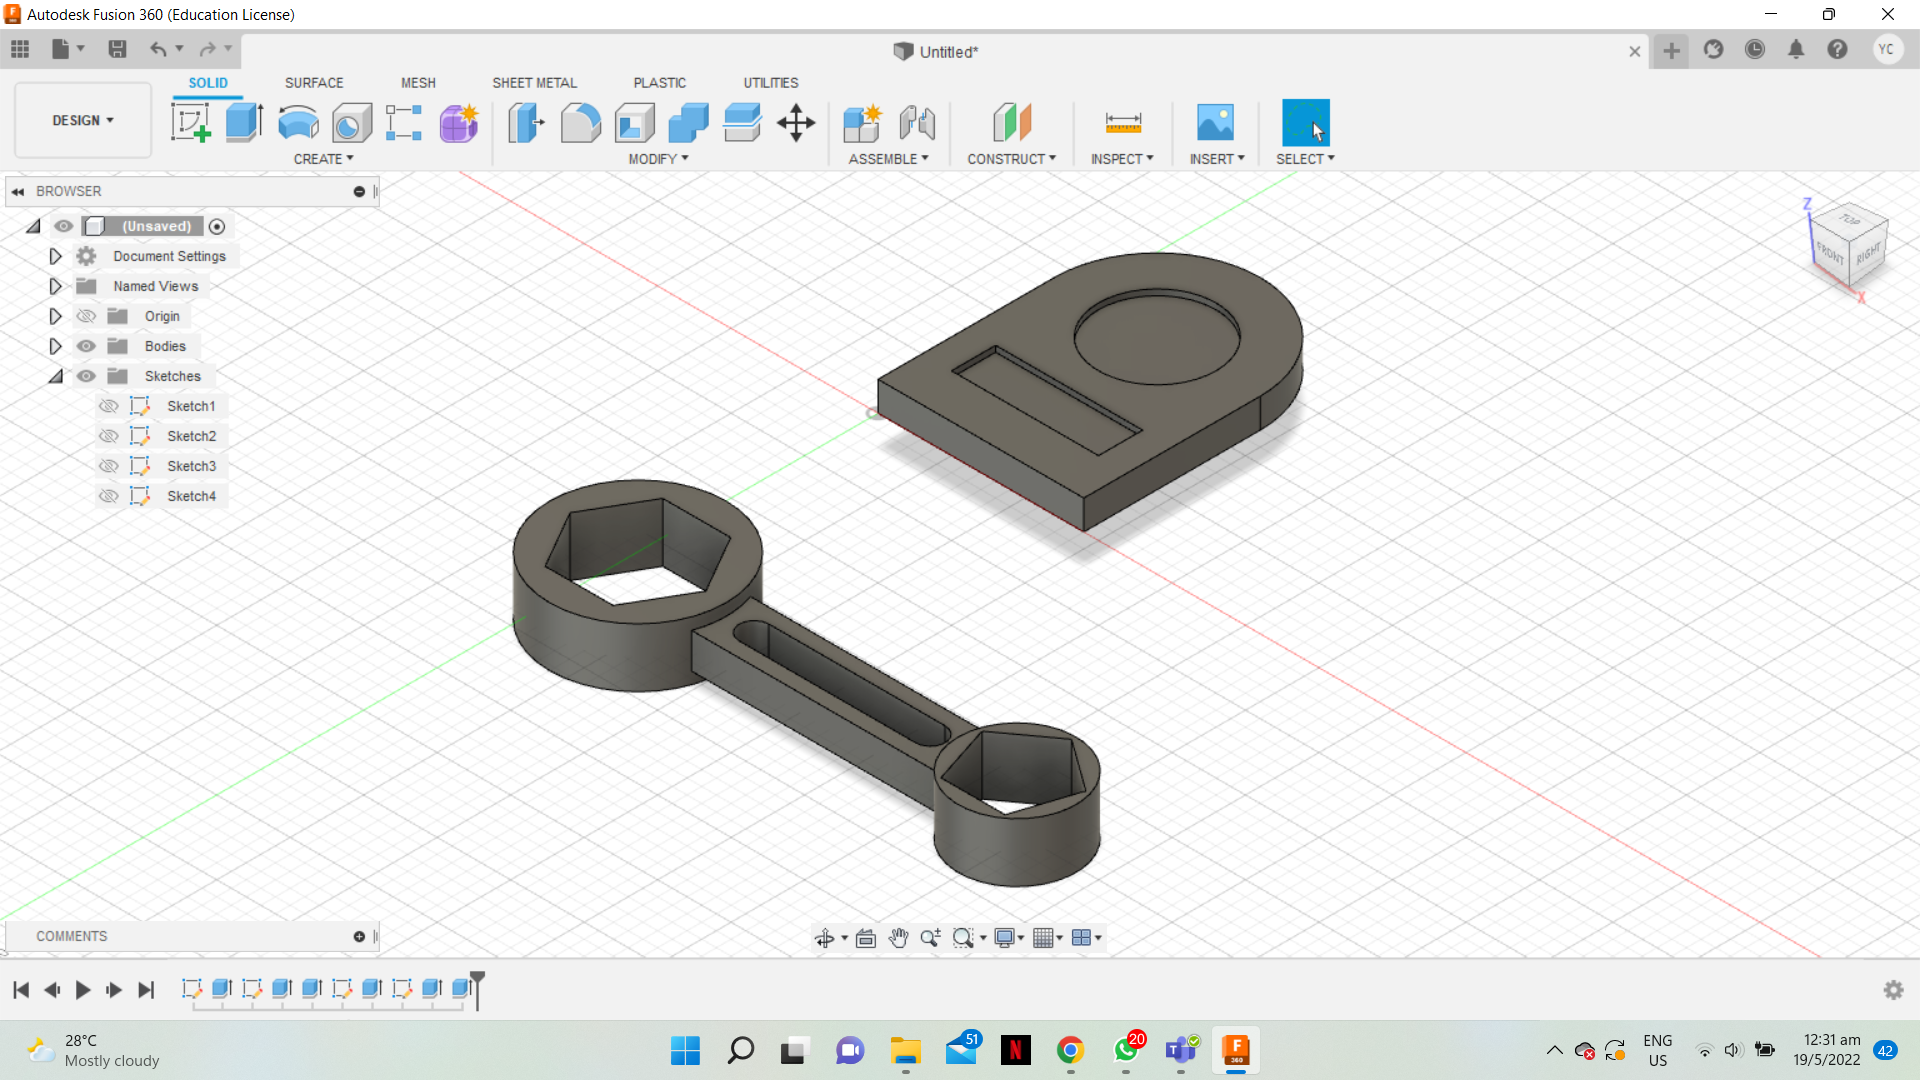 Autodesk Fusion 360 (Education License)
Untitled*
YC
SOLID SURFACE MESH SHEET METAL PLASTIC UTILITIES
DESIGN
CREATE MODIFY ASSEMBLE CONSTRUCT INSPECT INSERT SELECT
BROWSER
(Unsaved)
Document Settings
Named Views
Origin
Bodies
Sketches
Sketch1
Sketch2
Sketch3
Sketch4
Z
TOP
FRONT RIGHT
X
COMMENTS
28°C
Mostly cloudy
51
N
20
T
F
360
ENG
US
12:31 am
19/5/2022
42